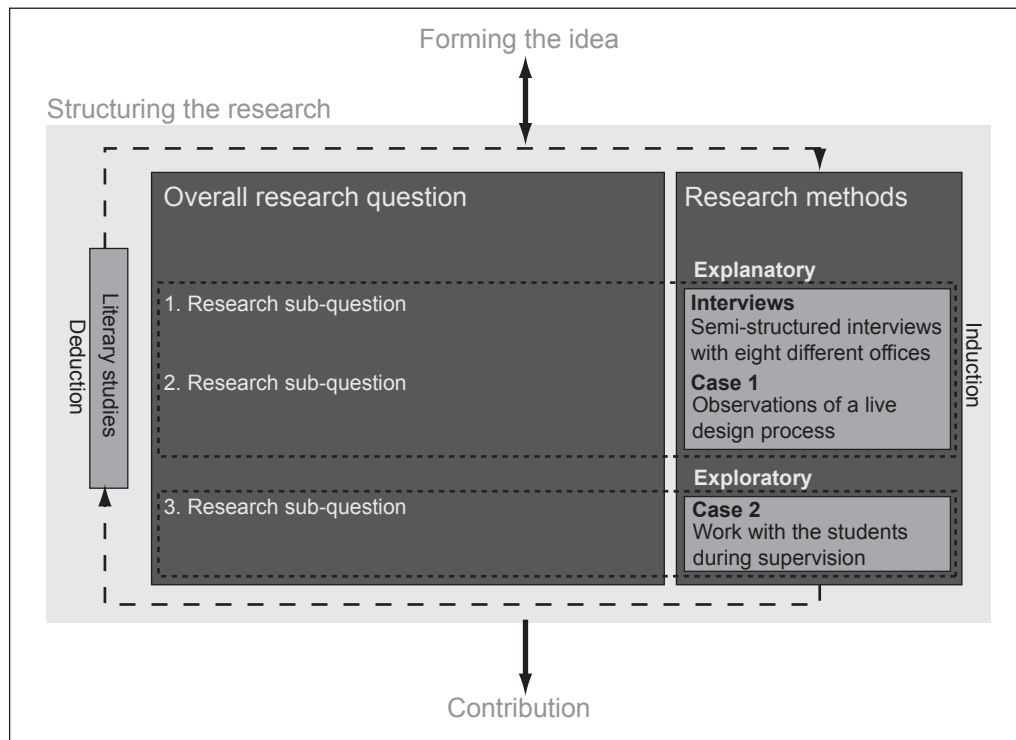 Forming the idea
Structuring the research
Overall research question
Research methods
Literary studies
Deduction
Explanatory
1. Research sub-question
Interviews
Semi-structured interviews
with eight different offices
2. Research sub-question
Case 1
Observations of a live
design process
Induction
Exploratory
3. Research sub-question
Case 2
Work with the students
during supervision
Contribution